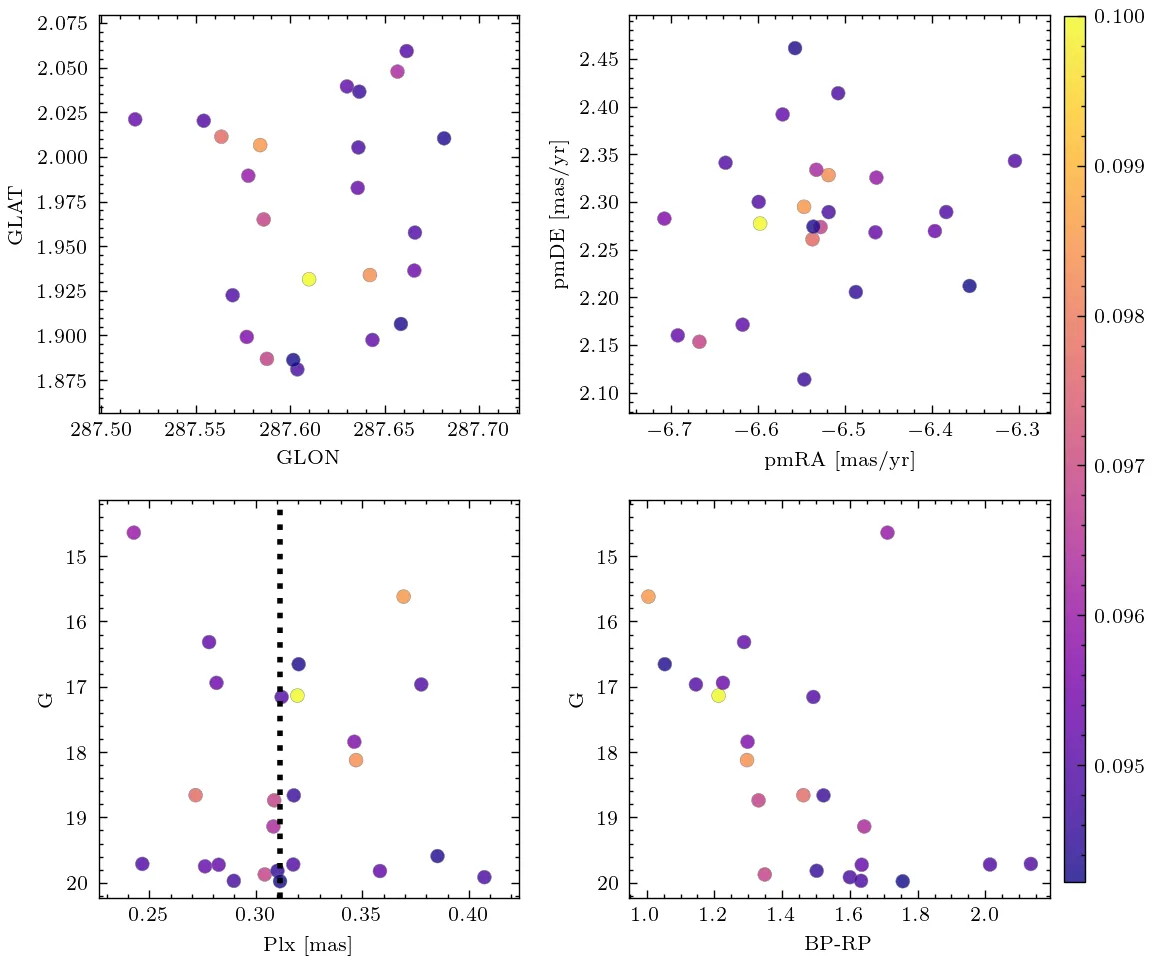 2.075
2.050
2.025
2.000
1.975
1.950
1.925
1.900
1.875
GLAT
287.50 287.55 287.60 287.65 287.70
GLON
2.45
2.40
2.35
2.30
2.25
2.20
2.15
2.10
pmDE [mas/yr]
−6.7 −6.6 −6.5 −6.4 −6.3
pmRA [mas/yr]
0.100
0.099
0.098
0.097
0.096
0.095
15
16
17
18
19
20
G
0.25 0.30 0.35 0.40
Plx [mas]
15
16
17
18
19
20
G
1.0 1.2 1.4 1.6 1.8 2.0
BP-RP